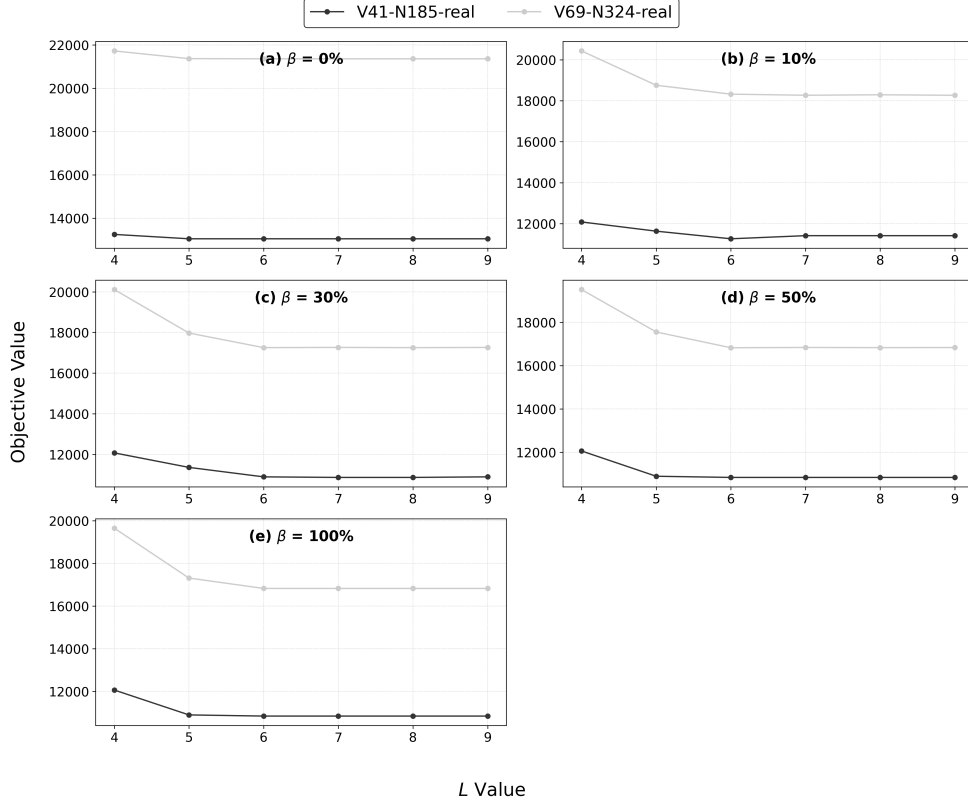 V41-N185-real V69-N324-real
(a) β = 0%
22000
20000
18000
16000
14000
4 5 6 7 8 9
(b) β = 10%
20000
18000
16000
14000
12000
4 5 6 7 8 9
(c) β = 30%
20000
18000
16000
14000
12000
4 5 6 7 8 9
(d) β = 50%
18000
16000
14000
12000
4 5 6 7 8 9
(e) β = 100%
20000
18000
16000
14000
12000
4 5 6 7 8 9
Objective Value
L Value